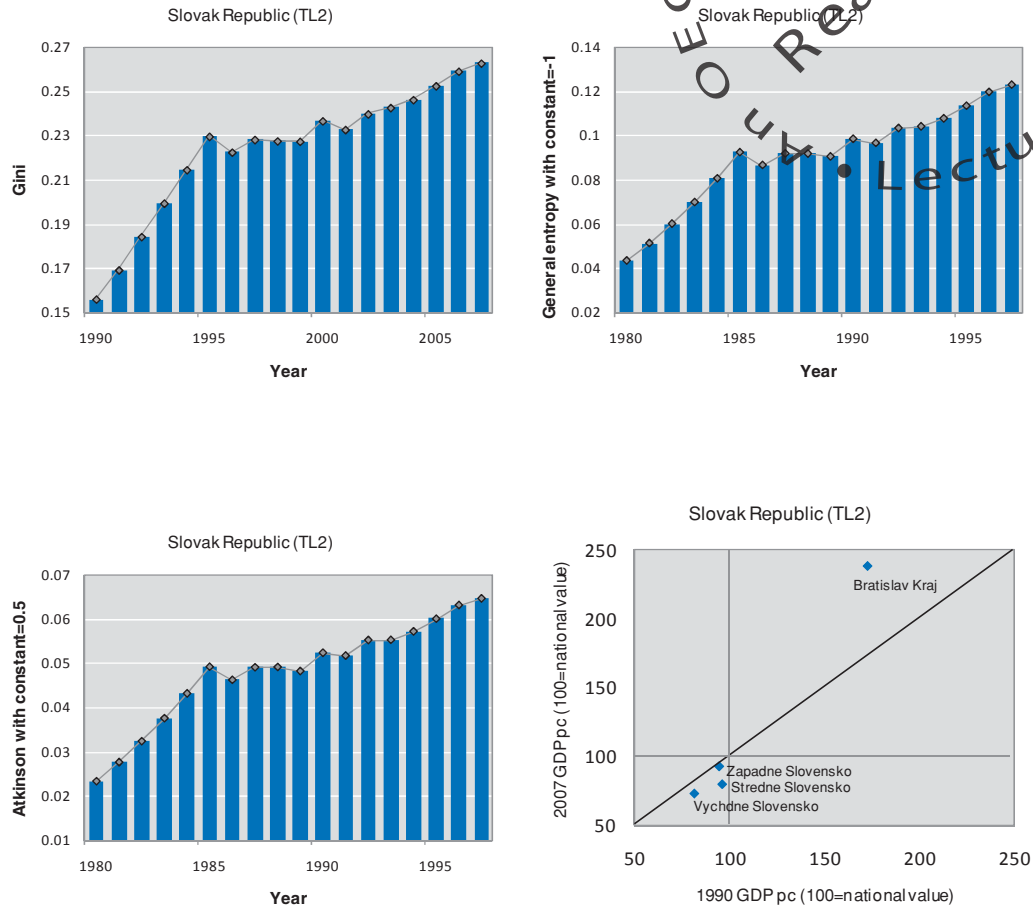 Slovak Republic (TL2)
0.27
0.25
0.23
0.21
0.19
0.17
0.15
Gini
1990 1995 2000 2005
Year
Slovak Republic (TL2)
0.14
0.12
0.1
0.08
0.06
0.04
0.02
General entropy with constant=-1
1980 1985 1990 1995
Year
Slovak Republic (TL2)
0.07
0.06
0.05
0.04
0.03
0.02
0.01
Atkinson with constant=0.5
1980 1985 1990 1995
Year
Slovak Republic (TL2)
250
200
150
100
50
2007 GDP pc (100=national value)
Bratislav Kraj
Zapadne Slovensko
Stredne Slovensko
Vychdne Slovensko
50 100 150 200 250
1990 GDP pc (100=national value)
Lectu